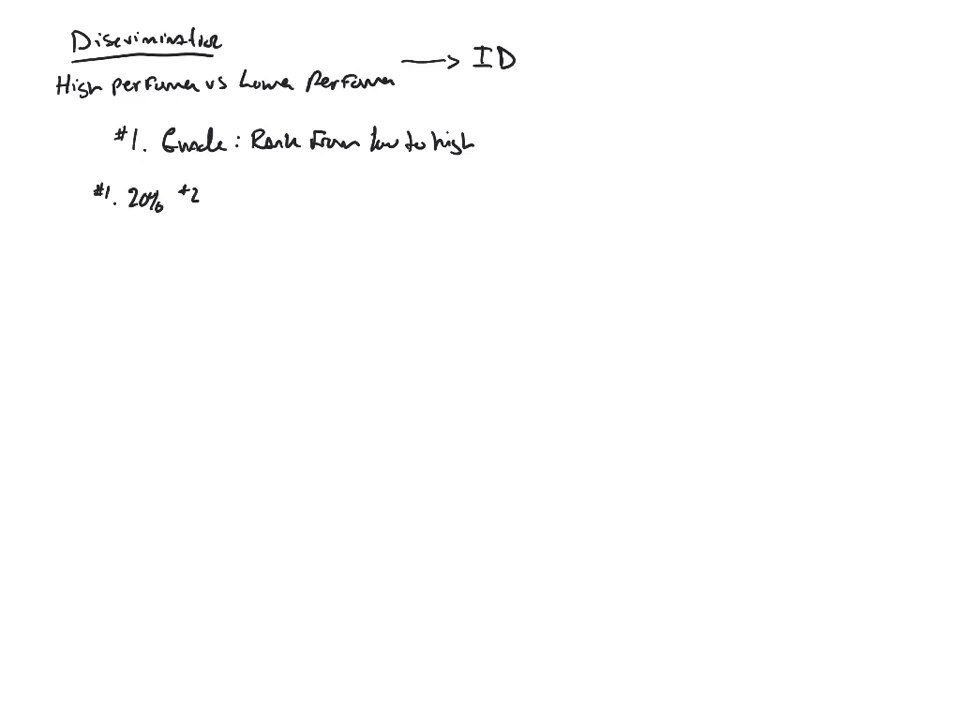 Discrimination
High performer vs Lower Performer → ID
#1. Grade: Rank from low to high
#1. 20% #2